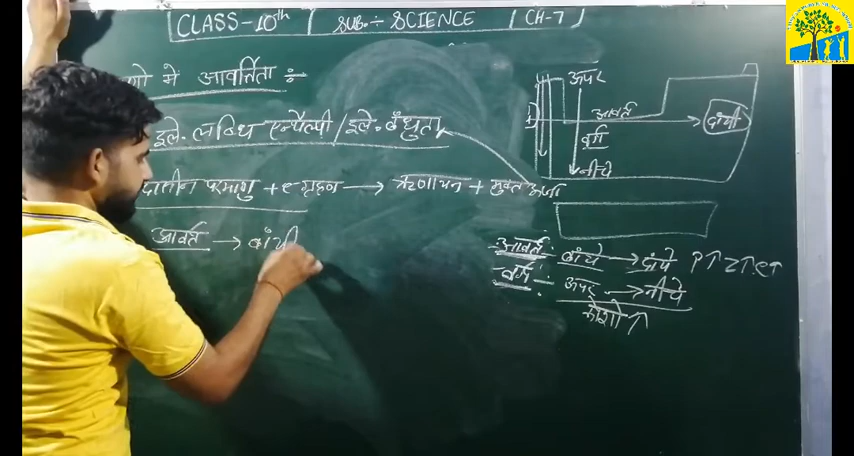 CLASS-10th SUB.÷ SCIENCE CH-7
णो में आवर्तिता :-
इले. लब्धि एन्थैल्पी / इले. बंधुता
दासीन परमाणु + e ग्रहण → ऋणायन + मुक्त ऊर्जा
आवर्त → बांयी
ऊपर
आवर्त
वर्ग
नीचे
दांयी
आवर्त : बांये → दांये P↑ Z↑ e↑
वर्ग : ऊपर → नीचे
कोशो ↑